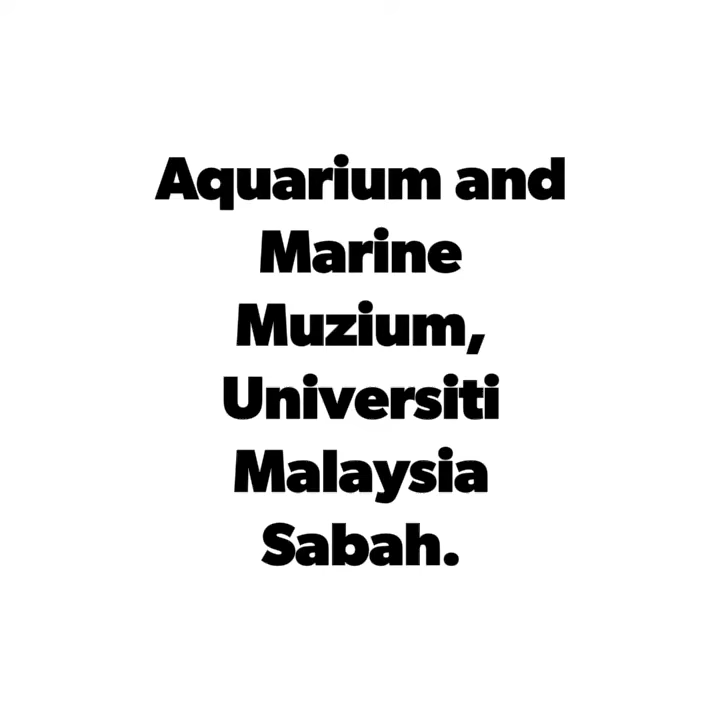 Aquarium and
Marine
Muzium,
Universiti
Malaysia
Sabah.